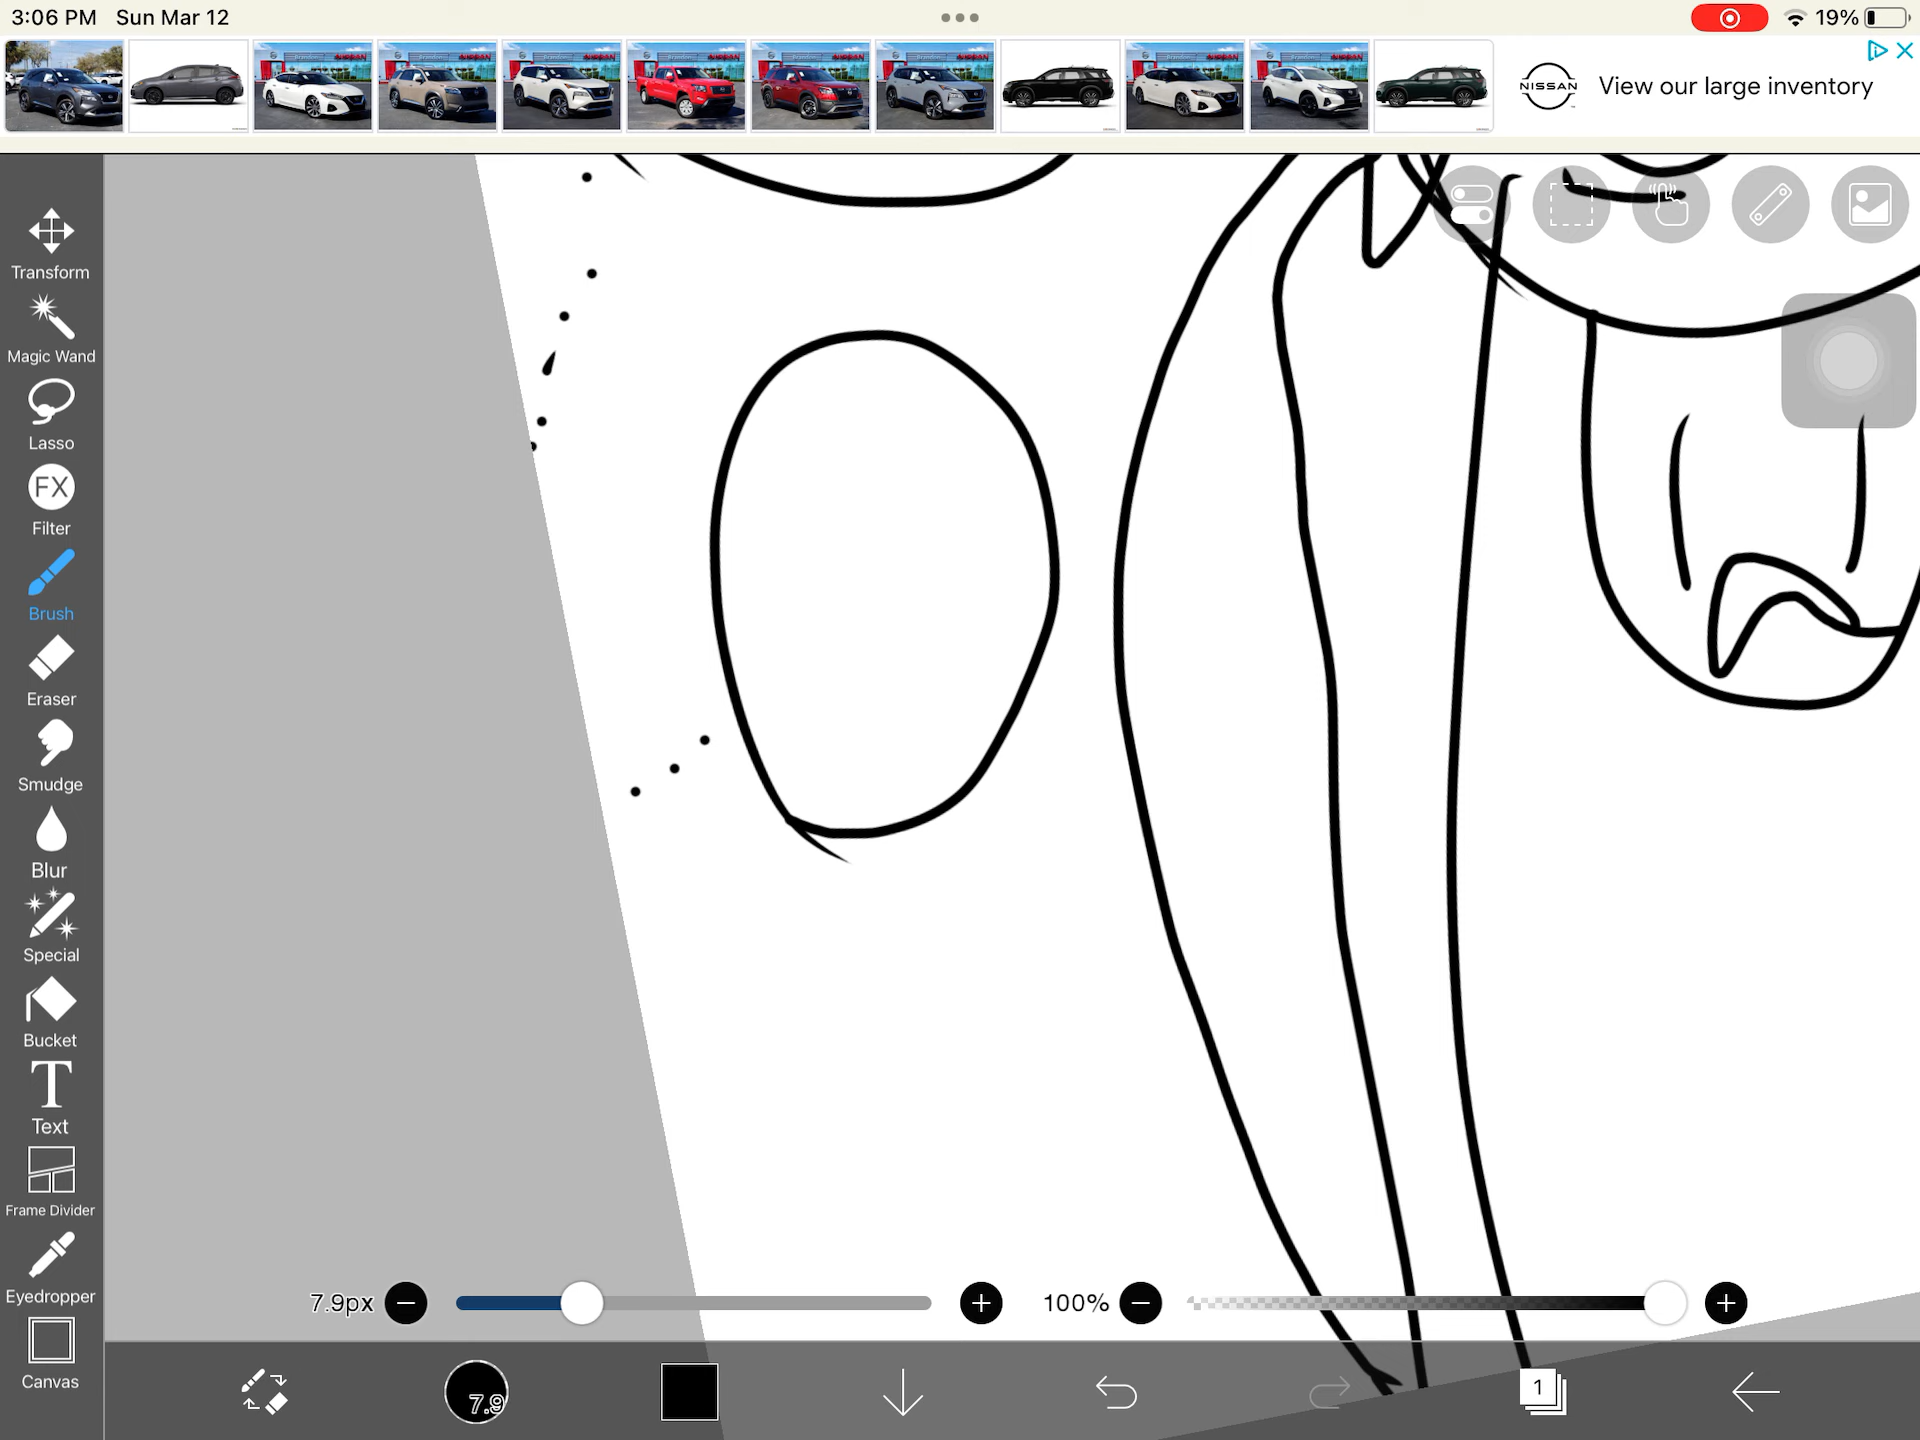 3:06 PM Sun Mar 12
19%
NISSAN
View our large inventory
Transform
Magic Wand
Lasso
FX
Filter
Brush
Eraser
Smudge
Blur
Special
Bucket
T
Text
Frame Divider
Eyedropper
Canvas
7.9px
100%
7.9
1